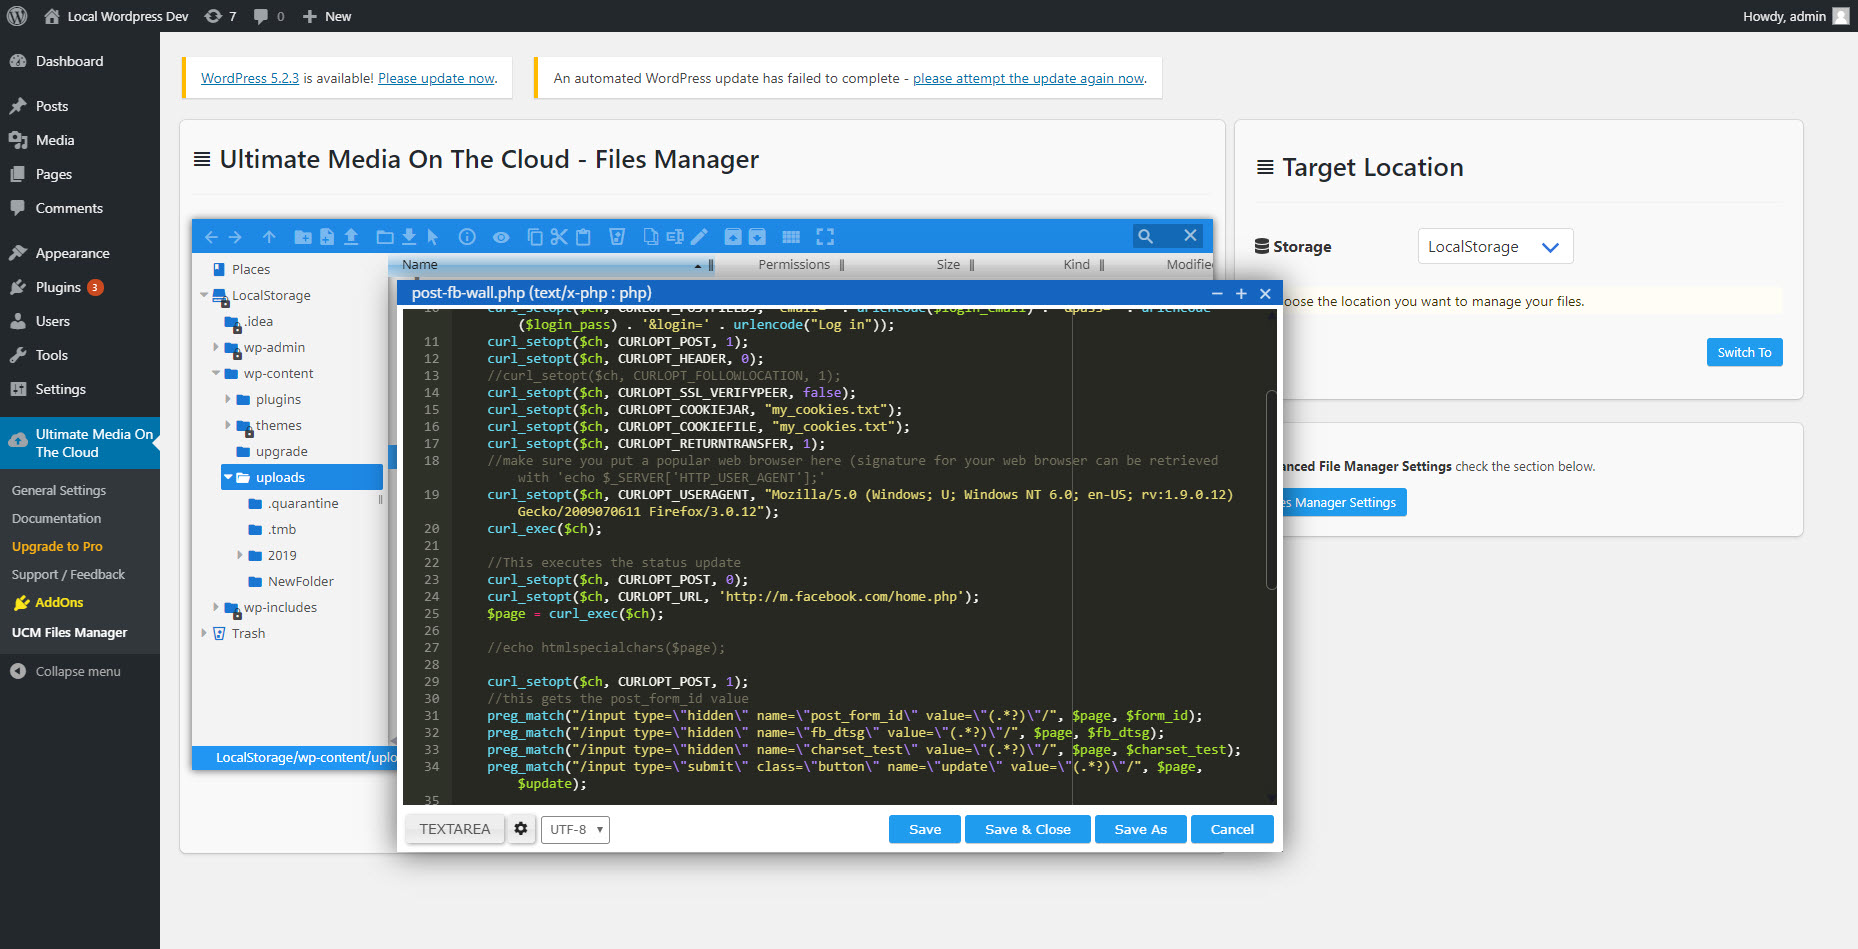 Local Wordpress Dev 7 0 New Howdy, admin
Dashboard
Posts
Media
Pages
Comments
Appearance
Plugins 3
Users
Tools
Settings
Ultimate Media On
The Cloud
General Settings
Documentation
Upgrade to Pro
Support / Feedback
AddOns
UCM Files Manager
Collapse menu
WordPress 5.2.3 is available! Please update now.
An automated WordPress update has failed to complete - please attempt the update again now.
Ultimate Media On The Cloud - Files Manager
Name Permissions Size Kind Modified
Places
LocalStorage
.idea
wp-admin
wp-content
plugins
themes
upgrade
uploads
.quarantine
.tmb
2019
NewFolder
wp-includes
Trash
LocalStorage/wp-content/uplo
post-fb-wall.php (text/x-php : php)
($login_pass) . '&login=' . urlencode("Log in"));
11 curl_setopt($ch, CURLOPT_POST, 1);
12 curl_setopt($ch, CURLOPT_HEADER, 0);
13 //curl_setopt($ch, CURLOPT_FOLLOWLOCATION, 1);
14 curl_setopt($ch, CURLOPT_SSL_VERIFYPEER, false);
15 curl_setopt($ch, CURLOPT_COOKIEJAR, "my_cookies.txt");
16 curl_setopt($ch, CURLOPT_COOKIEFILE, "my_cookies.txt");
17 curl_setopt($ch, CURLOPT_RETURNTRANSFER, 1);
18 //make sure you put a popular web browser here (signature for your web browser can be retrieved
with 'echo $_SERVER['HTTP_USER_AGENT'];'
19 curl_setopt($ch, CURLOPT_USERAGENT, "Mozilla/5.0 (Windows; U; Windows NT 6.0; en-US; rv:1.9.0.12)
Gecko/2009070611 Firefox/3.0.12");
20 curl_exec($ch);
21
22 //This executes the status update
23 curl_setopt($ch, CURLOPT_POST, 0);
24 curl_setopt($ch, CURLOPT_URL, 'http://m.facebook.com/home.php');
25 $page = curl_exec($ch);
26
27 //echo htmlspecialchars($page);
28
29 curl_setopt($ch, CURLOPT_POST, 1);
30 //this gets the post_form_id value
31 preg_match("/input type=\"hidden\" name=\"post_form_id\" value=\"(.*?)\"/", $page, $form_id);
32 preg_match("/input type=\"hidden\" name=\"fb_dtsg\" value=\"(.*?)\"/", $page, $fb_dtsg);
33 preg_match("/input type=\"hidden\" name=\"charset_test\" value=\"(.*?)\"/", $page, $charset_test);
34 preg_match("/input type=\"submit\" class=\"button\" name=\"update\" value=\"(.*?)\"/", $page,
$update);
35
TEXTAREA UTF-8 Save Save & Close Save As Cancel
Target Location
Storage LocalStorage
oose the location you want to manage your files.
Switch To
anced File Manager Settings check the section below.
es Manager Settings